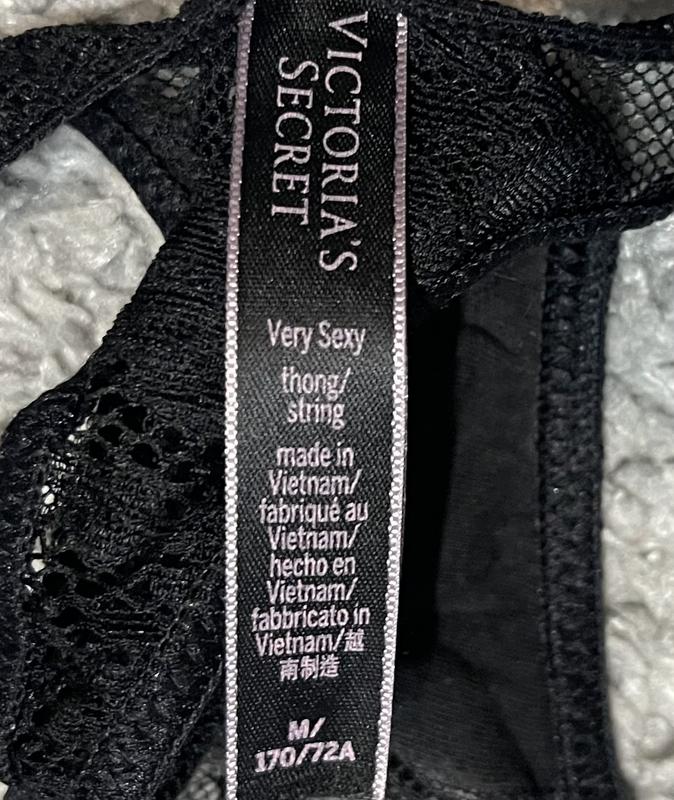 VICTORIA'S
SECRET
Very Sexy
thong/
string
made in
Vietnam/
fabriqué au
Vietnam/
hecho en
Vietnam/
fabbricato in
Vietnam/越
南制造
M/
170/72A